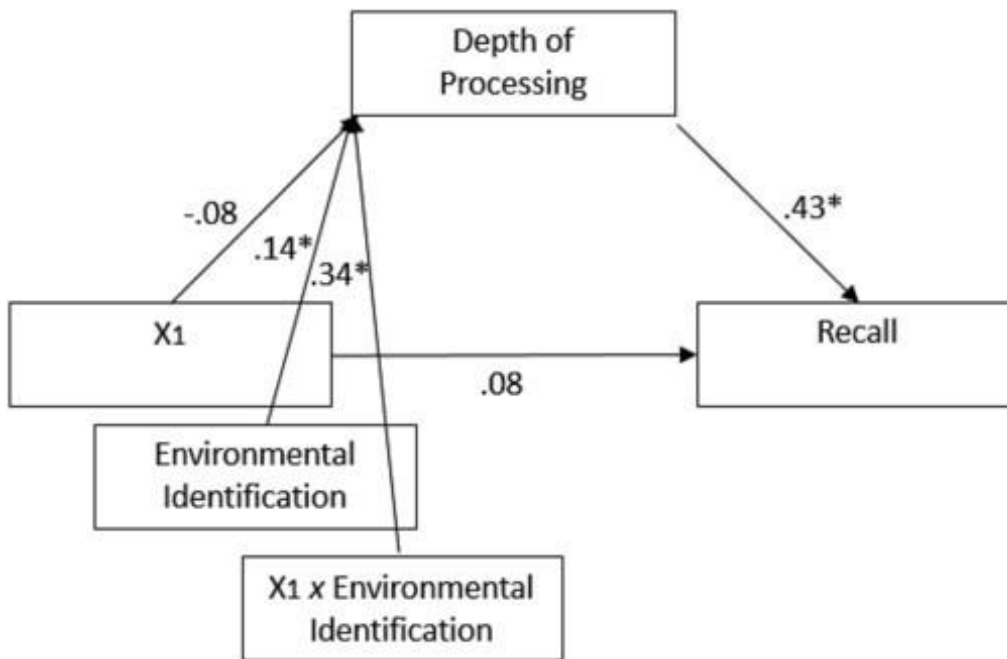 Depth of
Processing
-.08
.14*
.34*
.43*
X1
Recall
.08
Environmental
Identification
X1 x Environmental
Identification